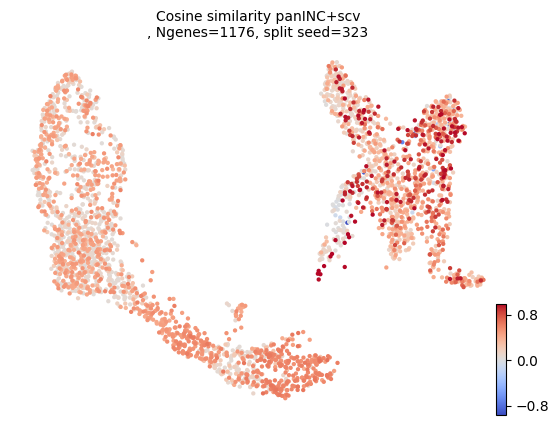 Cosine similarity panINC+scv
, Ngenes=1176, split seed=323
0.8
0.0
−0.8